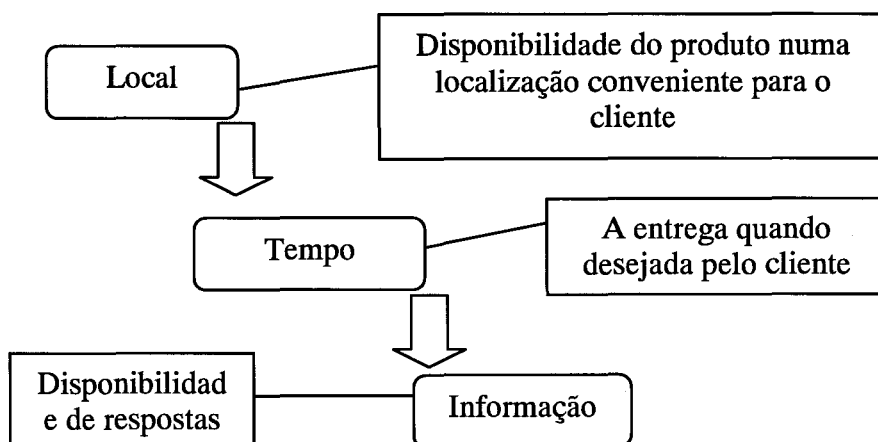 Local
Disponibilidade do produto numa
localização conveniente para o
cliente
Tempo
A entrega quando
desejada pelo cliente
Disponibilidad
e de respostas
Informação